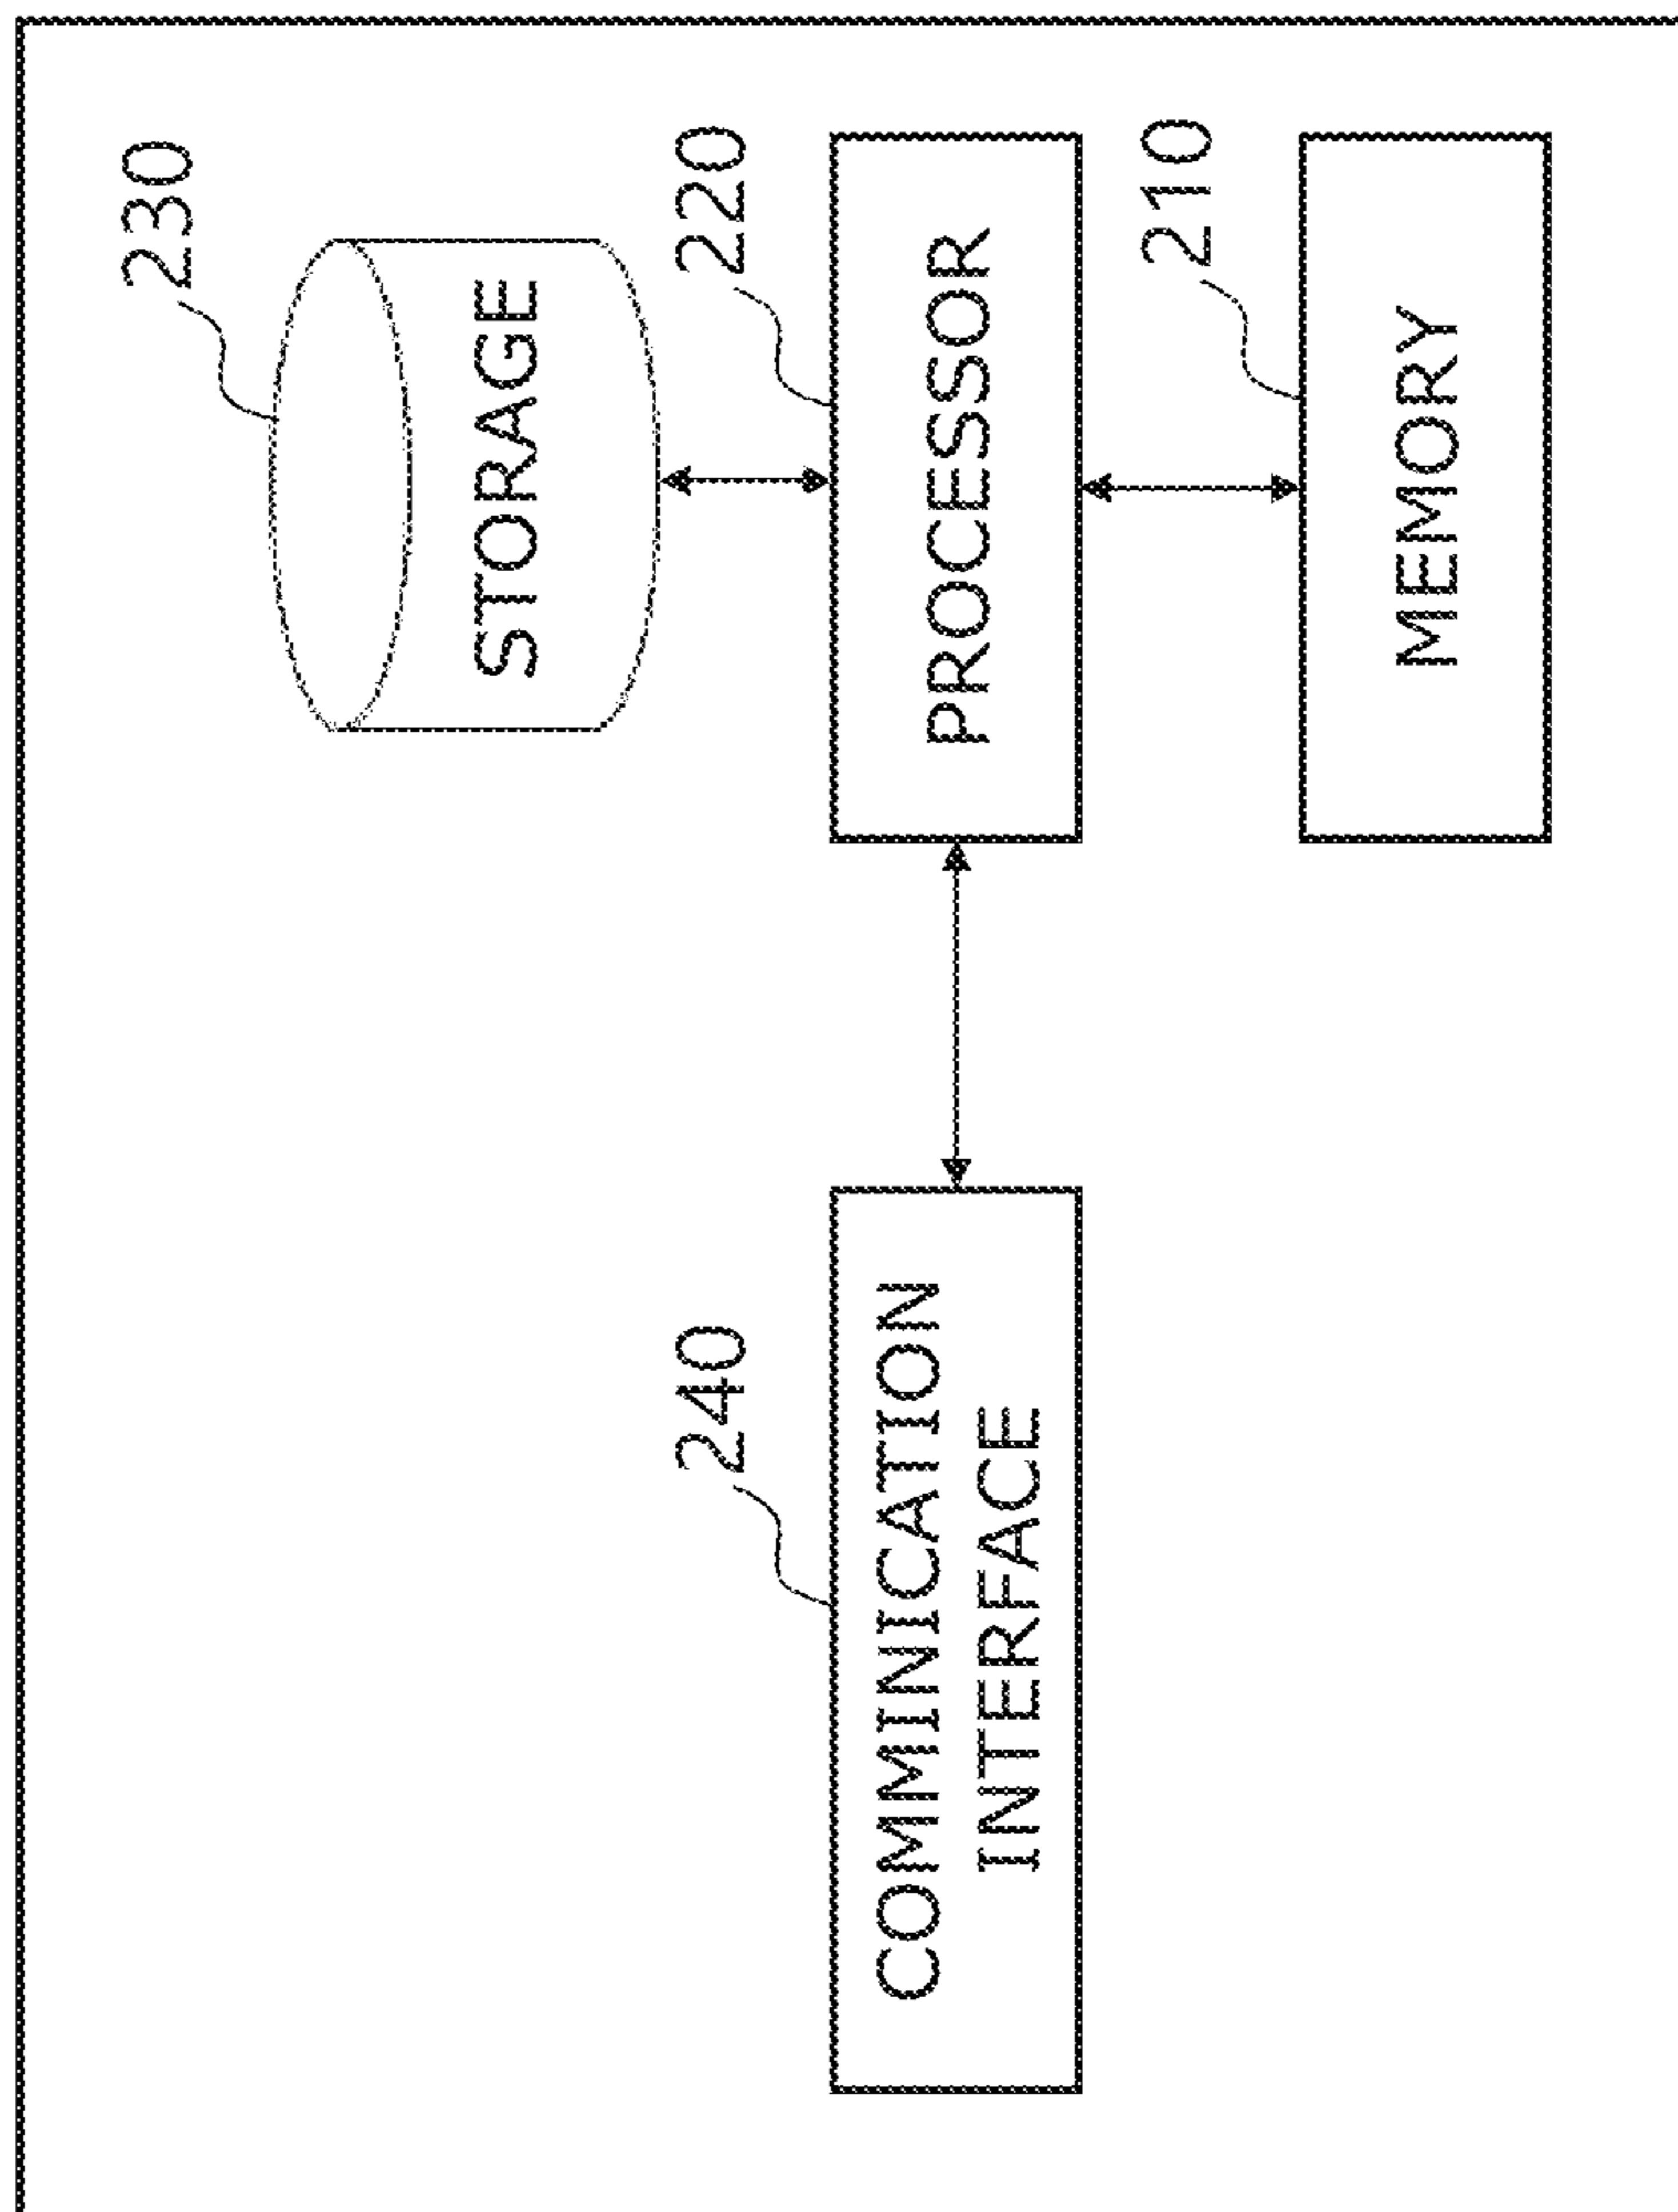 230
STORAGE
240
220
COMMINICATION
INTERFACE
PROCESSOR
210
MEMORY